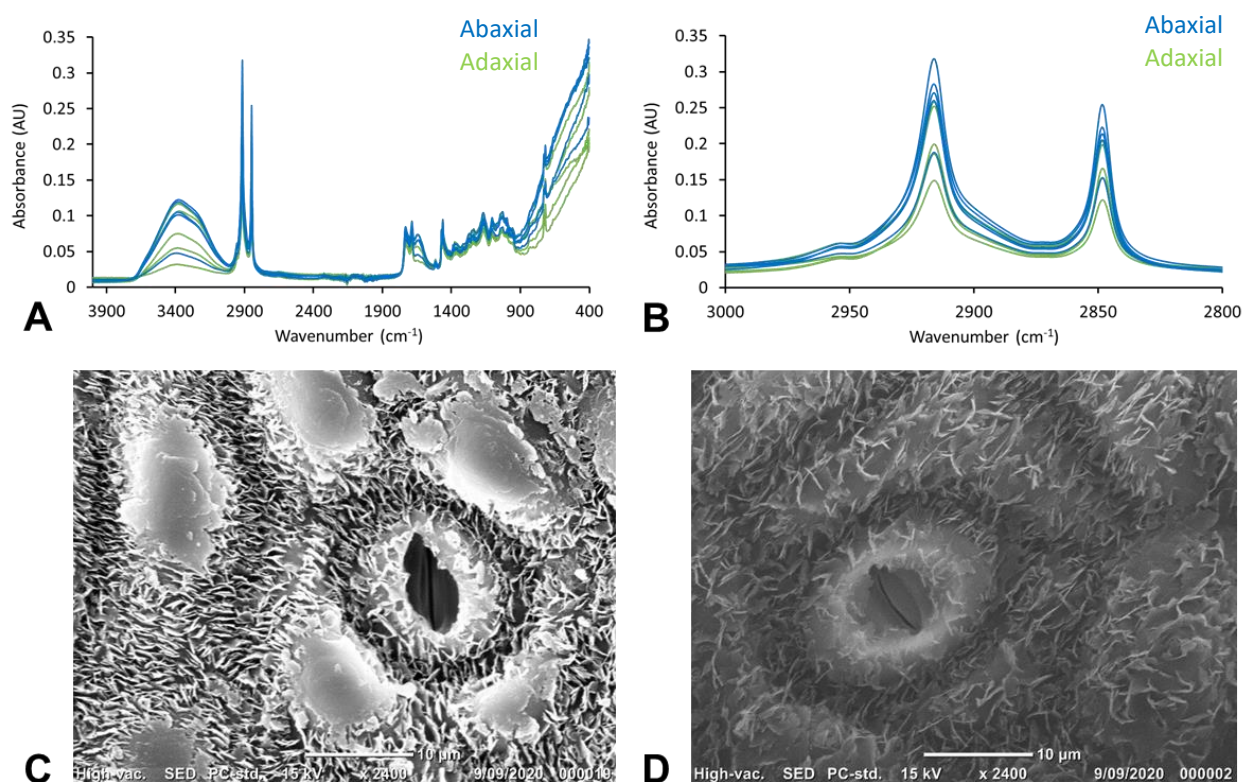 Abaxial
Adaxial
0.35
0.3
0.25
0.2
0.15
0.1
0.05
0
Absorbance (AU)
3900 3400 2900 2400 1900 1400 900 400
Wavenumber (cm⁻¹)
A
Abaxial
Adaxial
0.35
0.3
0.25
0.2
0.15
0.1
0.05
0
Absorbance (AU)
3000 2950 2900 2850 2800
Wavenumber (cm⁻¹)
B
10 µm
High-vac. SED PC-std. 15 kV x 2400 9/09/2020 000019
C
10 µm
High-vac. SED PC-std. 15 kV x 2400 9/09/2020 000002
D